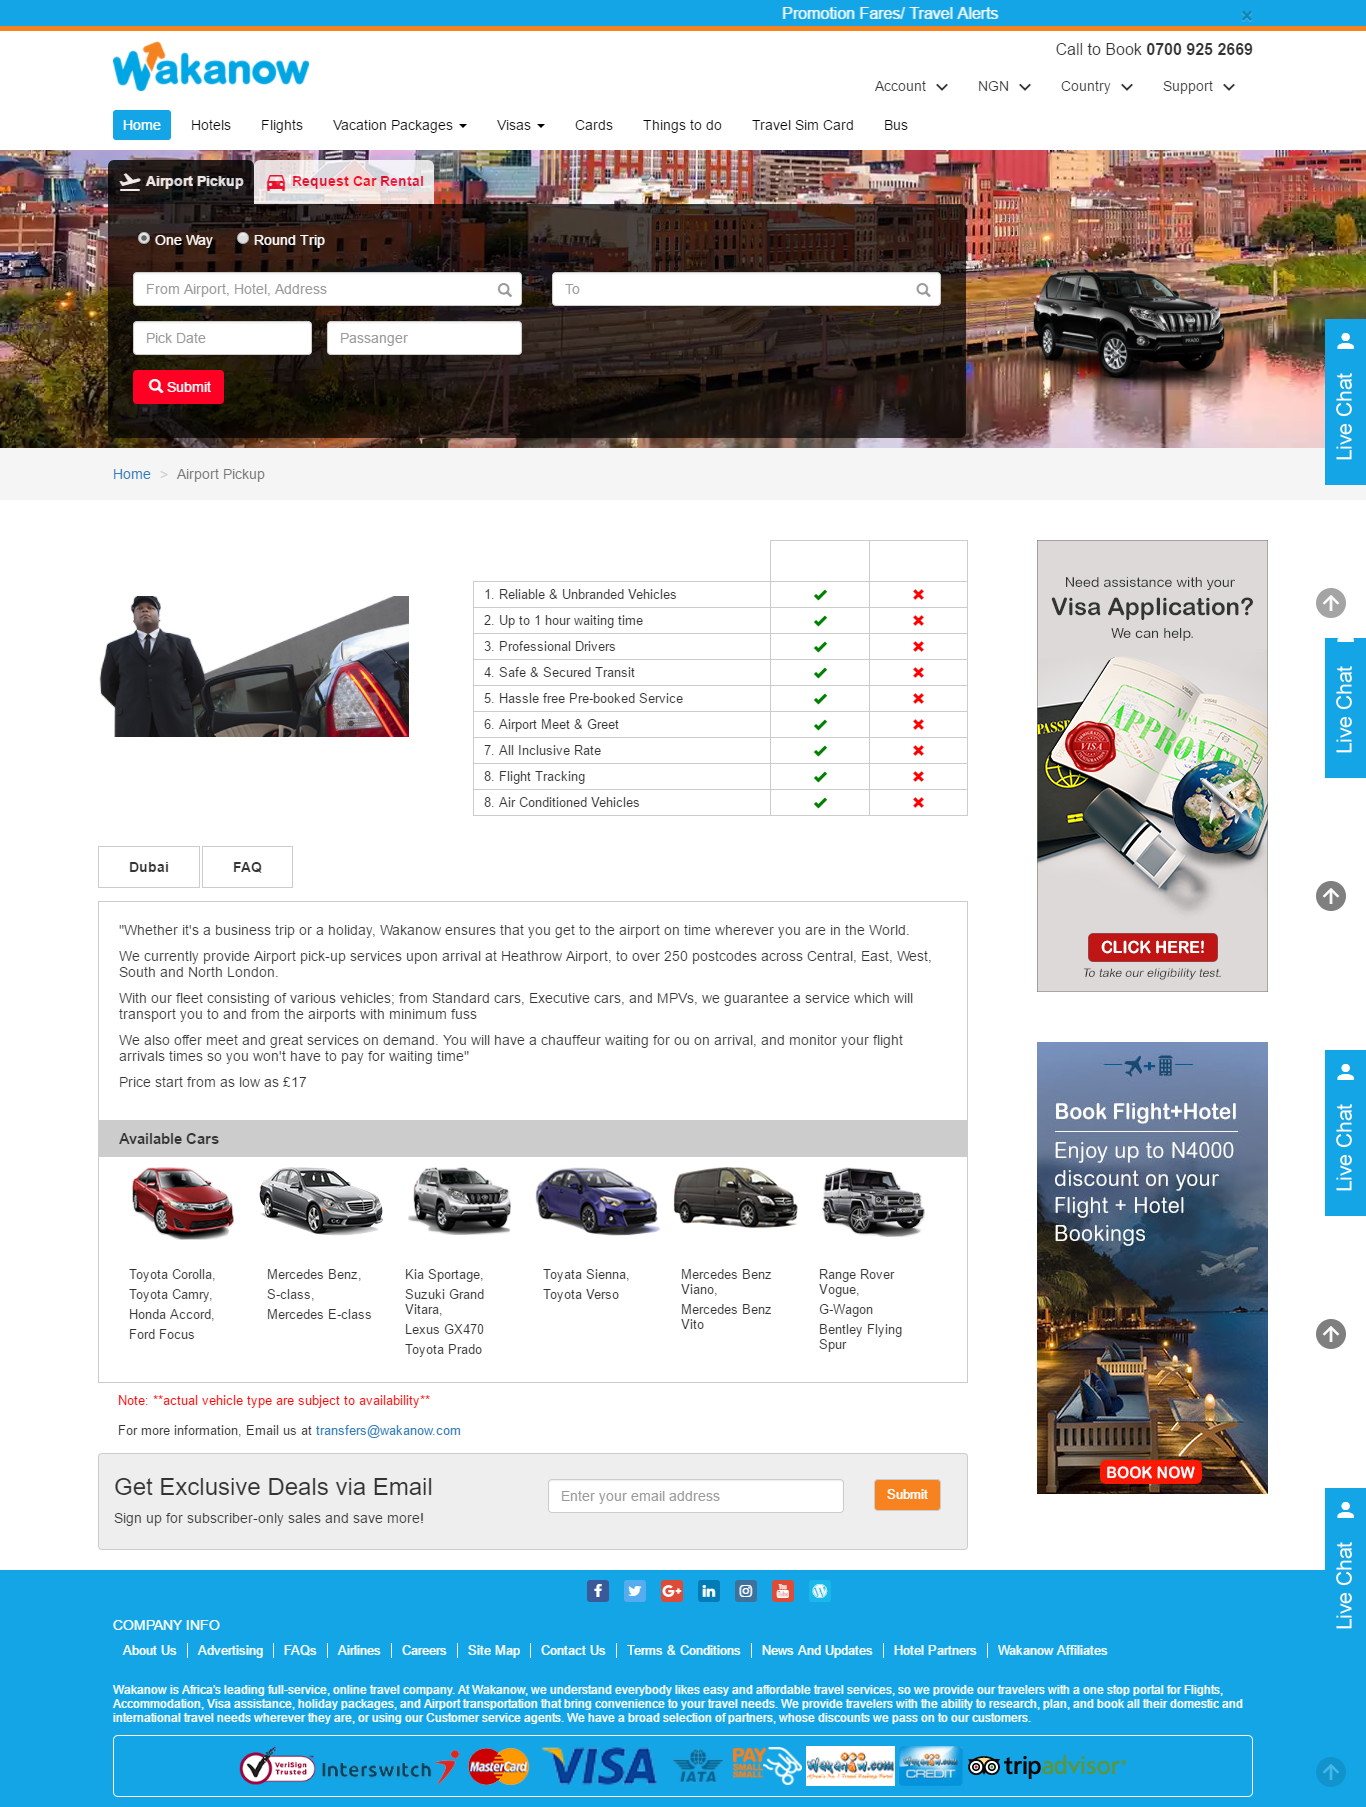 Promotion Fares/ Travel Alerts ×
Wakanow
Call to Book 0700 925 2669
Account NGN Country Support
Home Hotels Flights Vacation Packages Visas Cards Things to do Travel Sim Card Bus
Airport Pickup Request Car Rental
One Way Round Trip
From Airport, Hotel, Address To
Pick Date Passanger
Submit
Live Chat
Home > Airport Pickup
1. Reliable & Unbranded Vehicles
2. Up to 1 hour waiting time
3. Professional Drivers
4. Safe & Secured Transit
5. Hassle free Pre-booked Service
6. Airport Meet & Greet
7. All Inclusive Rate
8. Flight Tracking
8. Air Conditioned Vehicles
Need assistance with your
Visa Application?
We can help.
APPROVED
VISA
CLICK HERE!
To take our eligibility test.
Live Chat
Dubai FAQ
"Whether it's a business trip or a holiday, Wakanow ensures that you get to the airport on time wherever you are in the World.
We currently provide Airport pick-up services upon arrival at Heathrow Airport, to over 250 postcodes across Central, East, West,
South and North London.
With our fleet consisting of various vehicles; from Standard cars, Executive cars, and MPVs, we guarantee a service which will
transport you to and from the airports with minimum fuss
We also offer meet and great services on demand. You will have a chauffeur waiting for ou on arrival, and monitor your flight
arrivals times so you won't have to pay for waiting time"
Price start from as low as £17
Book Flight+Hotel
Enjoy up to N4000
discount on your
Flight + Hotel
Bookings
BOOK NOW
Live Chat
Available Cars
Toyota Corolla,
Toyota Camry,
Honda Accord,
Ford Focus
Mercedes Benz,
S-class,
Mercedes E-class
Kia Sportage,
Suzuki Grand
Vitara,
Lexus GX470
Toyota Prado
Toyata Sienna,
Toyota Verso
Mercedes Benz
Viano,
Mercedes Benz
Vito
Range Rover
Vogue,
G-Wagon
Bentley Flying
Spur
Note: **actual vehicle type are subject to availability**
For more information, Email us at transfers@wakanow.com
Get Exclusive Deals via Email
Sign up for subscriber-only sales and save more!
Enter your email address Submit
Live Chat
COMPANY INFO
About Us Advertising FAQs Airlines Careers Site Map Contact Us Terms & Conditions News And Updates Hotel Partners Wakanow Affiliates
Wakanow is Africa's leading full-service, online travel company. At Wakanow, we understand everybody likes easy and affordable travel services, so we provide our travelers with a one stop portal for Flights,
Accommodation, Visa assistance, holiday packages, and Airport transportation that bring convenience to your travel needs. We provide travelers with the ability to research, plan, and book all their domestic and
international travel needs wherever they are, or using our Customer service agents. We have a broad selection of partners, whose discounts we pass on to our customers.
VeriSign Trusted Interswitch MasterCard VISA IATA PAY SMALL SMALL Wakanow.com Wakanow.com CREDIT tripadvisor